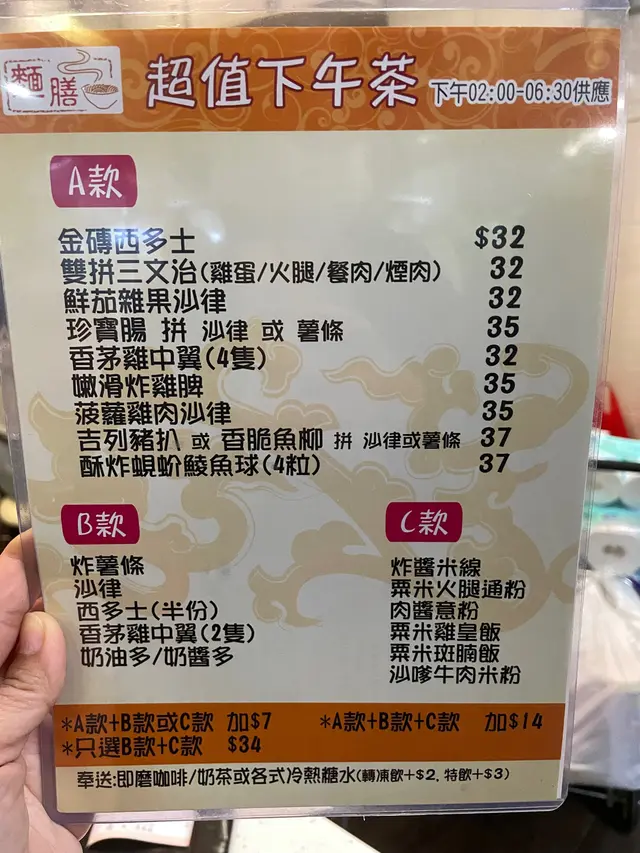 麵膳
超值下午茶 下午02:00-06:30供應
A款
金磚西多士 $32
雙拼三文治(雞蛋/火腿/餐肉/煙肉) 32
鮮茄雜果沙律 32
珍寶腸 拼 沙律 或 薯條 35
香茅雞中翼(4隻) 32
嫩滑炸雞脾 35
菠蘿雞肉沙律 35
吉列豬扒 或 香脆魚柳 拼 沙律或薯條 37
酥炸蜆蚧鯪魚球(4粒) 37
B款
炸薯條
沙律
西多士(半份)
香茅雞中翼(2隻)
奶油多/奶醬多
C款
炸醬米線
粟米火腿通粉
肉醬意粉
粟米雞皇飯
粟米斑腩飯
沙嗲牛肉米粉
*A款+B款或C款 加$7 *A款+B款+C款 加$14
*只選B款+C款 $34
奉送:即磨咖啡/奶茶或各式冷熱糖水(轉凍飲+$2, 特飲+$3)